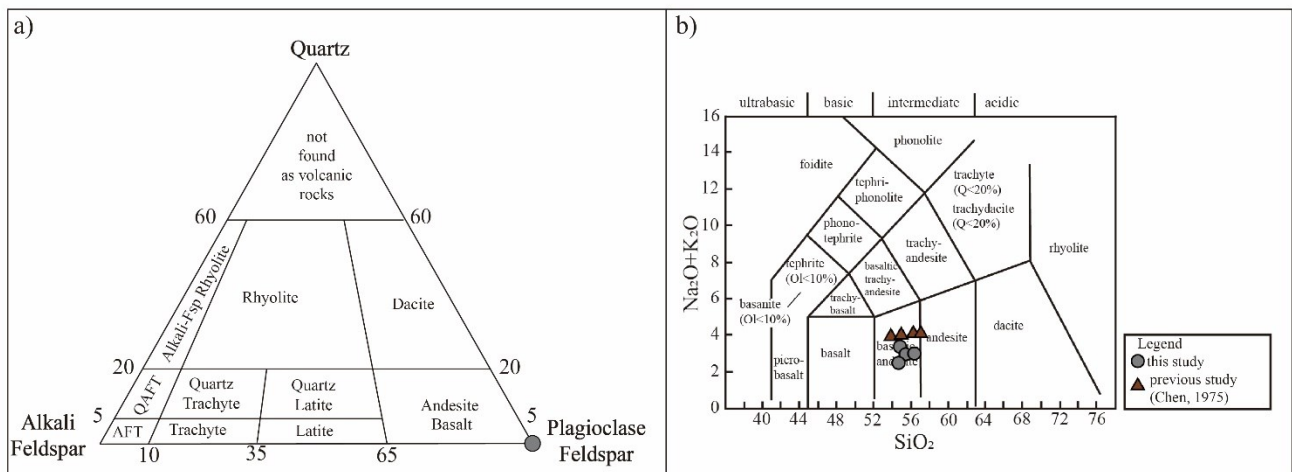 a)
Quartz
not
found
as volcanic
rocks
60
60
Alkali-Fsp Rhyolite
Rhyolite
Dacite
20
20
QAFT
Quartz
Trachyte
Quartz
Latite
Andesite
Basalt
5
5
Alkali
Feldspar
AFT
Trachyte
Latite
Plagioclase
Feldspar
10
35
65
b)
ultrabasic
basic
intermediate
acidic
16
14
12
10
8
6
4
2
0
Na₂O+K₂O
phonolite
foidite
tephri-
phonolite
trachyte
(Q<20%)
trachydacite
(Q<20%)
phono-
tephrite
trachy-
andesite
rhyolite
tephrite
(Ol<10%)
basaltic
trachy-
andesite
basanite
(Ol<10%)
trachy-
basalt
picro-
basalt
basalt
andesite
dacite
40
44
48
52
56
60
64
68
72
76
SiO₂
Legend
this study
previous study
(Chen, 1975)